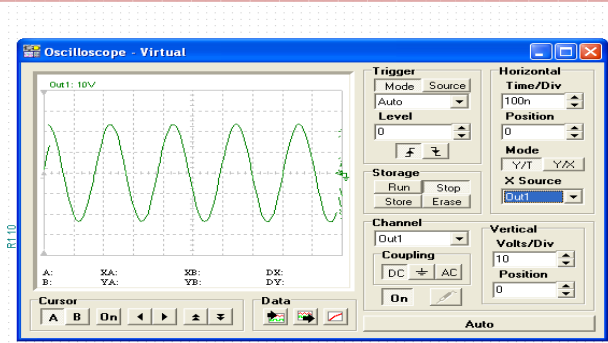 Oscilloscope - Virtual
Out1: 10V
A: XA: XB: DX:
B: YA: YB: DY:
Cursor
A B On
Data
Trigger
Mode Source
Auto
Level
0
Storage
Run Stop
Store Erase
Channel
Out1
Coupling
DC AC
On
Horizontal
Time/Div
100n
Position
0
Mode
Y/T Y/X
X Source
Out1
Vertical
Volts/Div
10
Position
0
Auto
R1 10